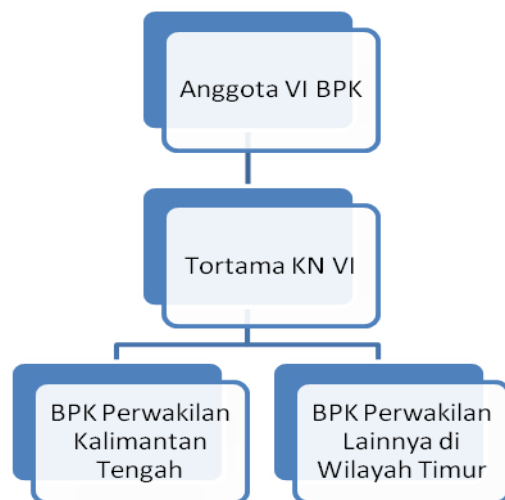 Anggota VI BPK
Tortama KN VI
BPK Perwakilan
Kalimantan
Tengah
BPK Perwakilan
Lainnya di
Wilayah Timur